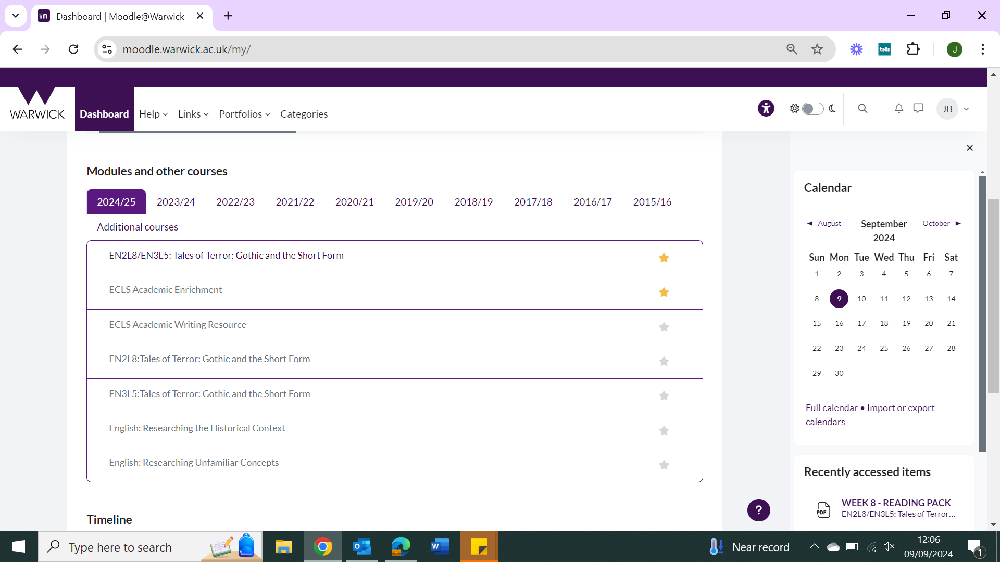 Dashboard | Moodle@Warwick
moodle.warwick.ac.uk/my/
talis
J
WARWICK
Dashboard
Help
Links
Portfolios
Categories
JB
Modules and other courses
2024/25 2023/24 2022/23 2021/22 2020/21 2019/20 2018/19 2017/18 2016/17 2015/16
Additional courses
EN2L8/EN3L5: Tales of Terror: Gothic and the Short Form
ECLS Academic Enrichment
ECLS Academic Writing Resource
EN2L8:Tales of Terror: Gothic and the Short Form
EN3L5:Tales of Terror: Gothic and the Short Form
English: Researching the Historical Context
English: Researching Unfamiliar Concepts
Timeline
Calendar
◄ August September 2024 October ►
Sun Mon Tue Wed Thu Fri Sat
1 2 3 4 5 6 7
8 9 10 11 12 13 14
15 16 17 18 19 20 21
22 23 24 25 26 27 28
29 30
Full calendar • Import or export
calendars
Recently accessed items
PDF
WEEK 8 - READING PACK
EN2L8/EN3L5: Tales of Terror...
?
Type here to search
Near record
12:06
09/09/2024
1